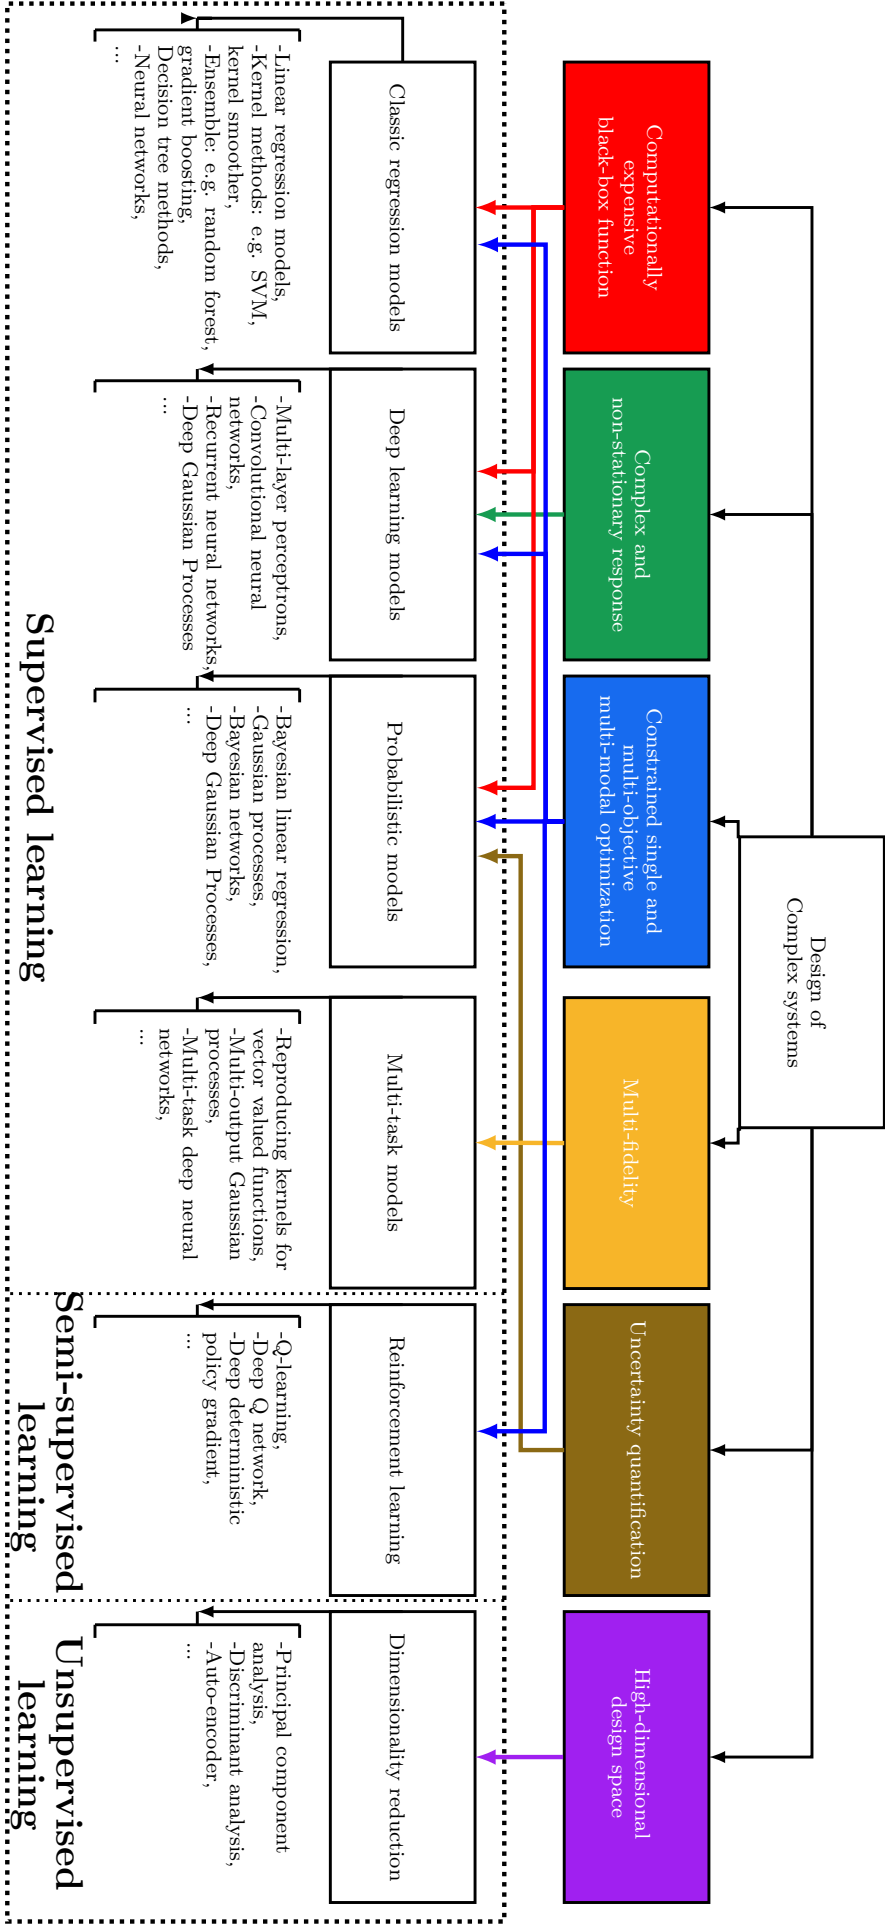 Design of
Complex systems
Computationally
expensive
black-box function
Complex and
non-stationary response
Constrained single and
multi-objective
multi-modal optimization
Multi-fidelity
Uncertainty quantification
High-dimensional
design space
Classic regression models
Deep learning models
Probabilistic models
Multi-task models
Reinforcement learning
Dimensionality reduction
-Linear regression models,
-Kernel methods: e.g. SVM,
kernel smoother,
-Ensemble: e.g. random forest,
gradient boosting,
Decision tree methods,
-Neural networks,
...
-Multi-layer perceptrons,
-Convolutional neural
networks,
-Recurrent neural networks,
-Deep Gaussian Processes
...
-Bayesian linear regression,
-Gaussian processes,
-Bayesian networks,
-Deep Gaussian Processes,
...
-Reproducing kernels for
vector valued functions,
-Multi-output Gaussian
processes,
-Multi-task deep neural
networks,
...
-Q-learning,
-Deep Q network,
-Deep deterministic
policy gradient,
...
-Principal component
analysis,
-Discriminant analysis,
-Auto-encoder,
...
Supervised learning
Semi-supervised
learning
Unsupervised
learning